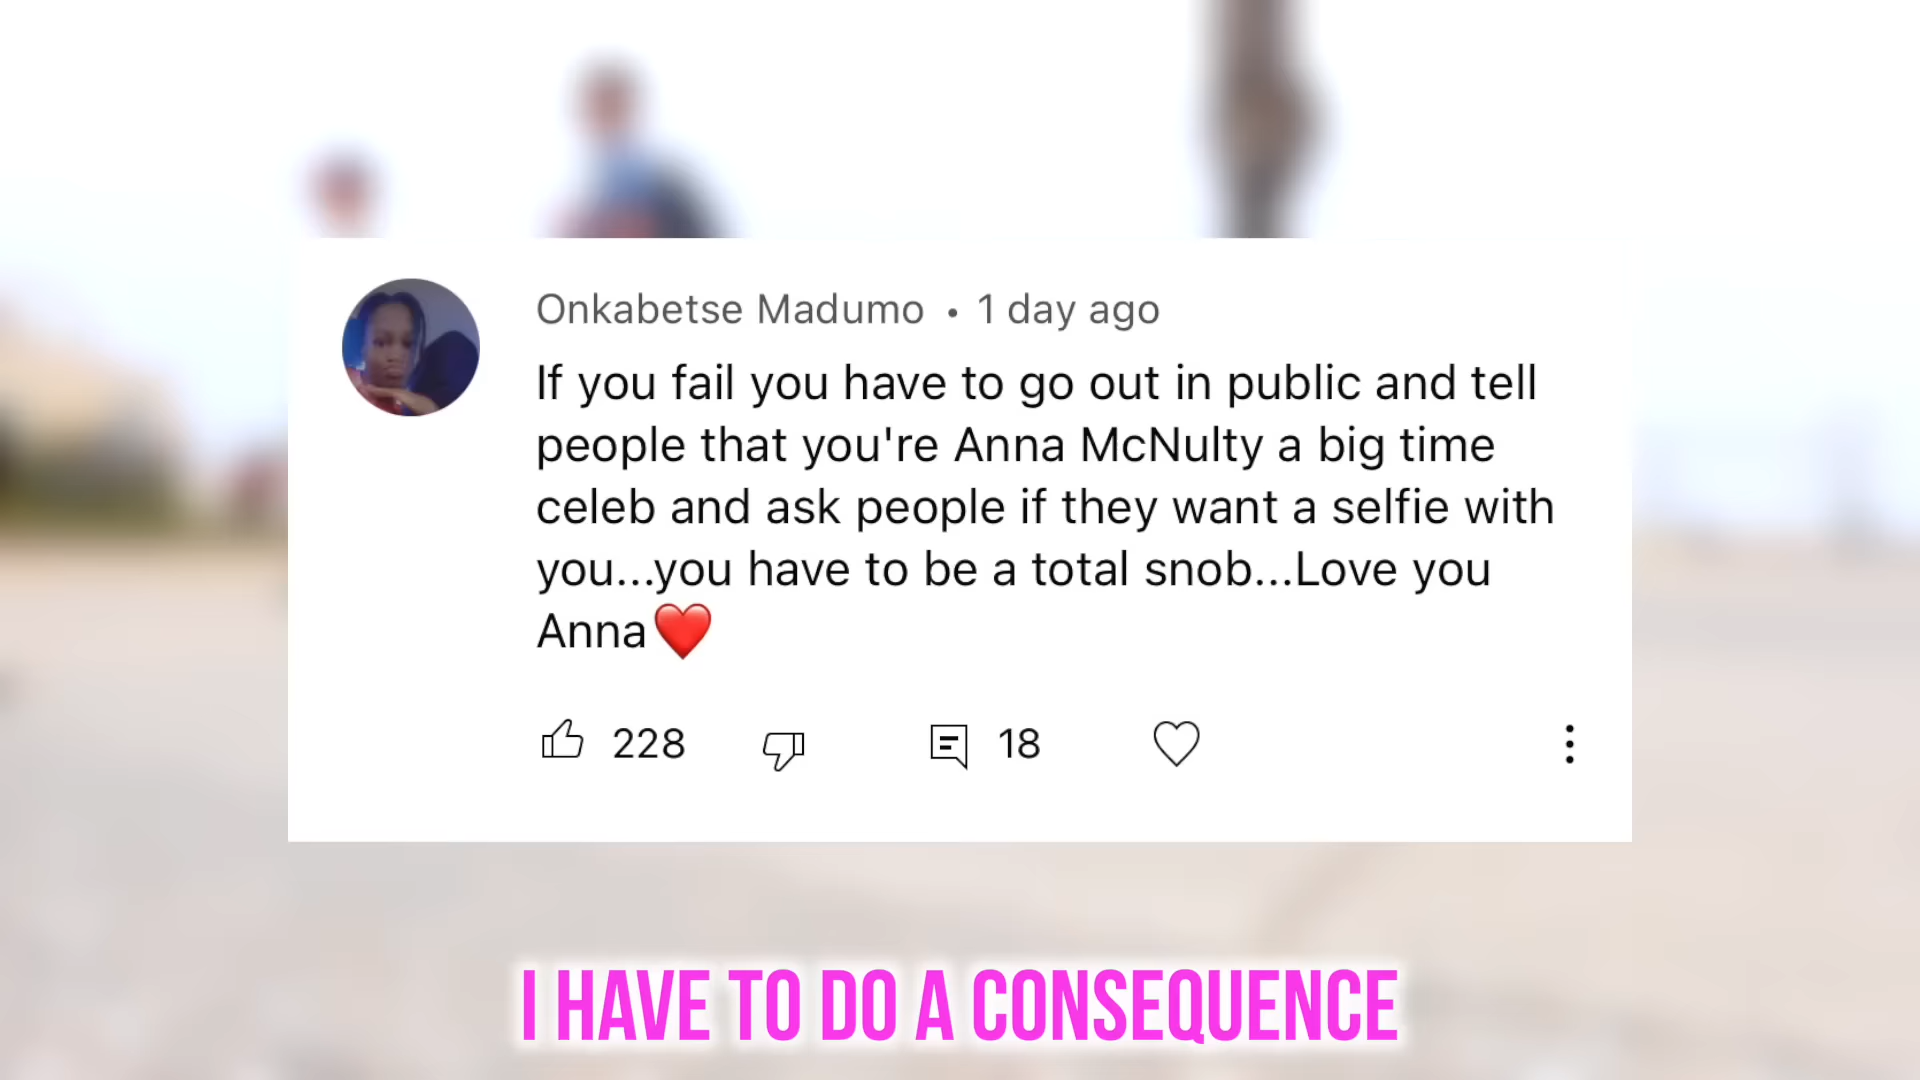 Onkabetse Madumo • 1 day ago
If you fail you have to go out in public and tell
people that you're Anna McNulty a big time
celeb and ask people if they want a selfie with
you...you have to be a total snob...Love you
Anna❤️
228 18
I HAVE TO DO A CONSEQUENCE